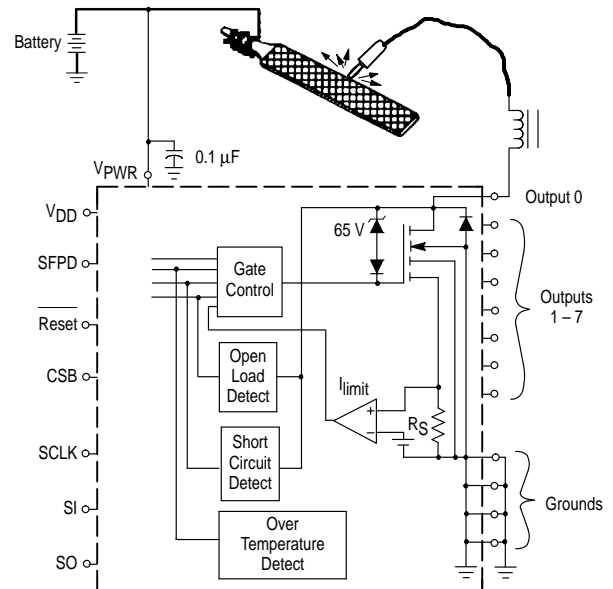 Battery
0.1 μF
VPWR
VDD
SFPD
Reset
CSB
SCLK
SI
SO
65 V
Gate
Control
Open
Load
Detect
Short
Circuit
Detect
Over
Temperature
Detect
Ilimit
+
–
RS
Output 0
Outputs
1 – 7
Grounds